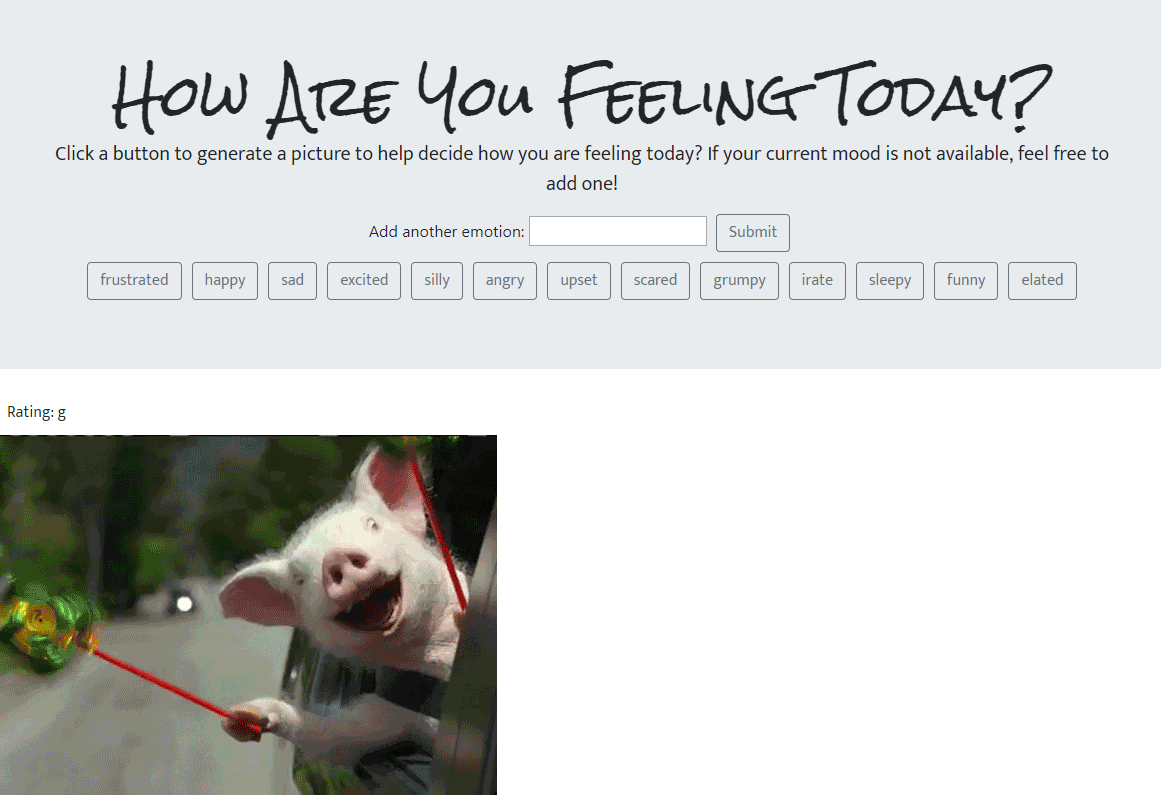 How Are You Feeling Today?
Click a button to generate a picture to help decide how you are feeling today? If your current mood is not available, feel free to
add one!
Add another emotion: Submit
frustrated happy sad excited silly angry upset scared grumpy irate sleepy funny elated
Rating: g